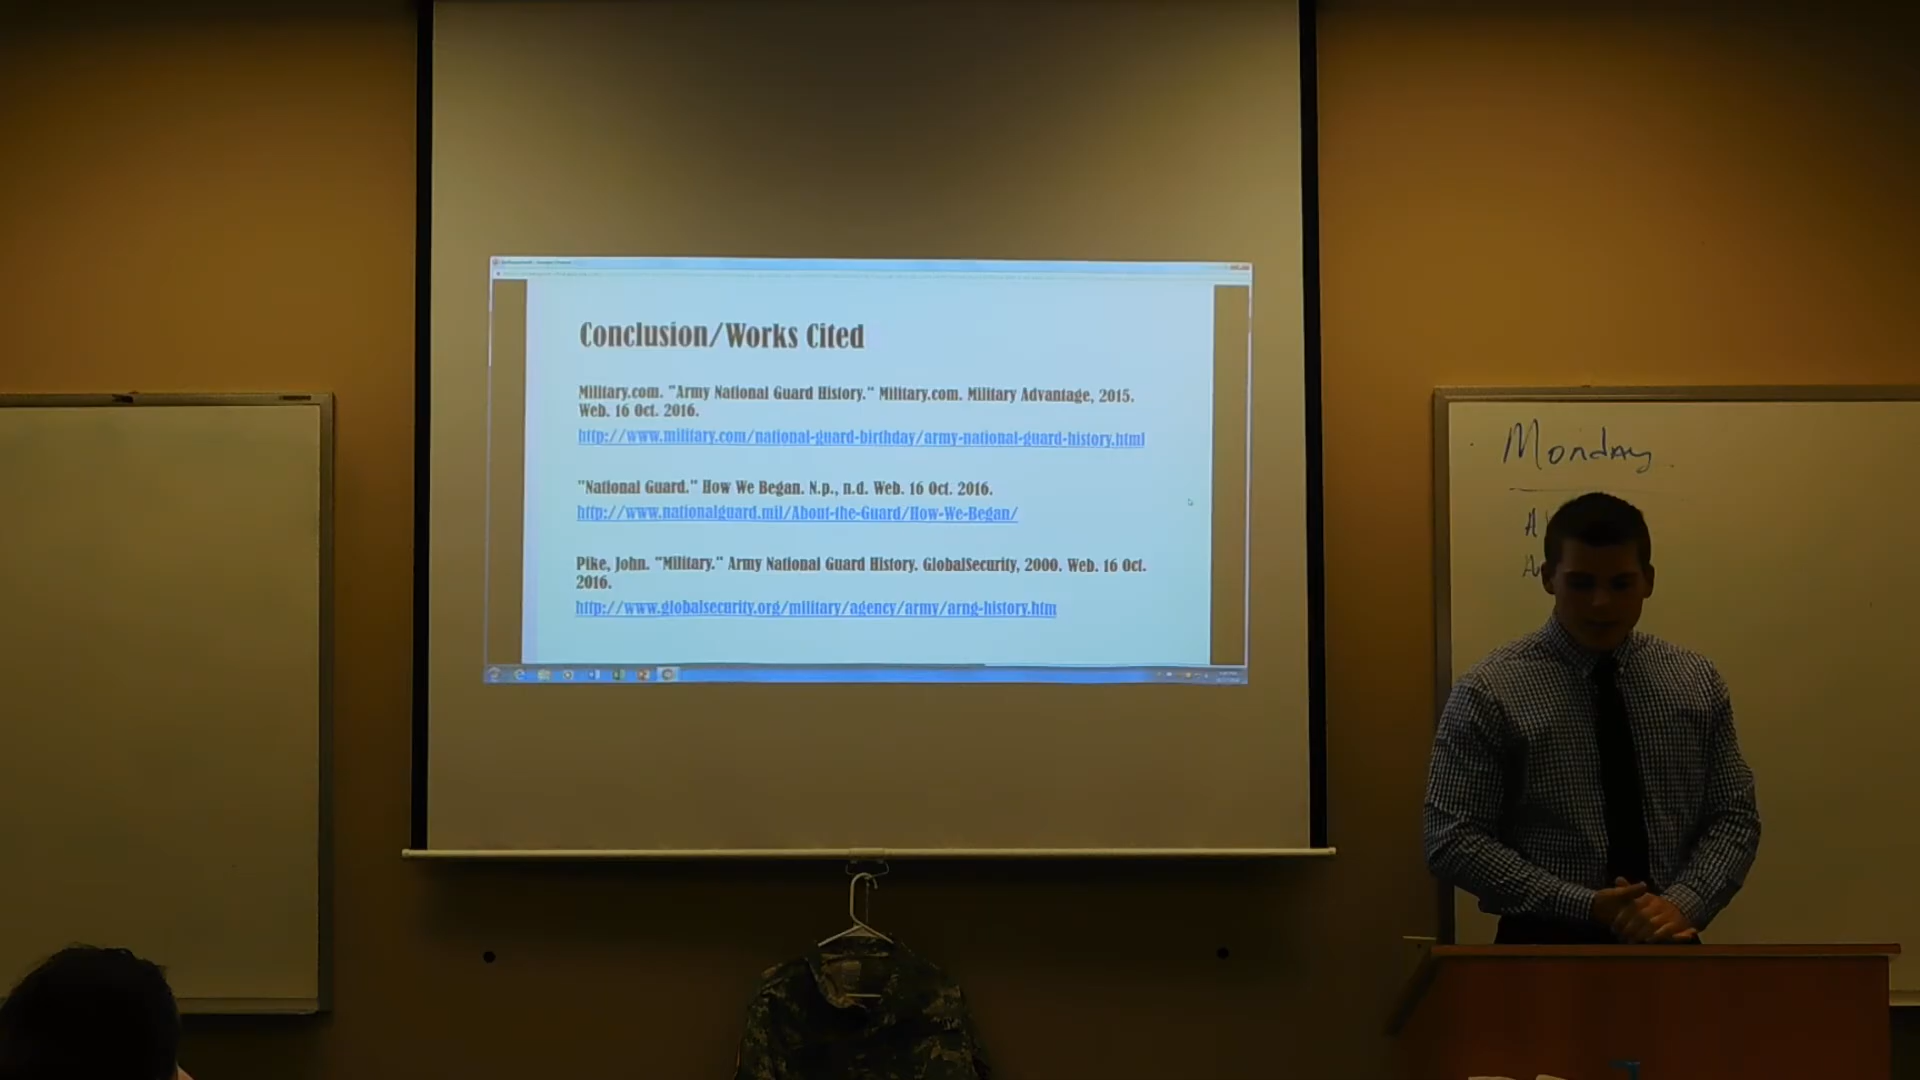 Conclusion/Works Cited
Military.com. "Army National Guard History." Military.com. Military Advantage, 2015.
Web. 16 Oct. 2016.
http://www.military.com/national-guard-birthday/army-national-guard-history.html
"National Guard." How We Began. N.p., n.d. Web. 16 Oct. 2016.
http://www.nationalguard.mil/About-the-Guard/How-We-Began/
Pike, John. "Military." Army National Guard History. GlobalSecurity, 2000. Web. 16 Oct.
2016.
http://www.globalsecurity.org/military/agency/army/arng-history.htm
Monday